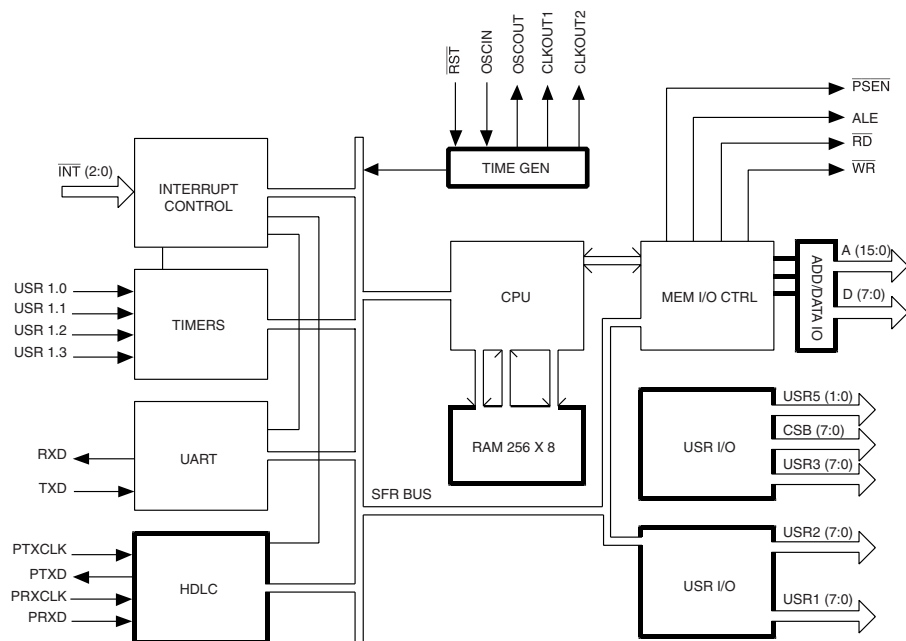 RST
OSCIN
OSCOUT
CLKOUT1
CLKOUT2
PSEN
ALE
RD
WR
TIME GEN
INT (2:0)
INTERRUPT
CONTROL
USR 1.0
USR 1.1
USR 1.2
USR 1.3
TIMERS
CPU
MEM I/O CTRL
ADD/DATA IO
A (15:0)
D (7:0)
RXD
TXD
UART
RAM 256 X 8
USR I/O
USR5 (1:0)
CSB (7:0)
USR3 (7:0)
SFR BUS
PTXCLK
PTXD
PRXCLK
PRXD
HDLC
USR I/O
USR2 (7:0)
USR1 (7:0)